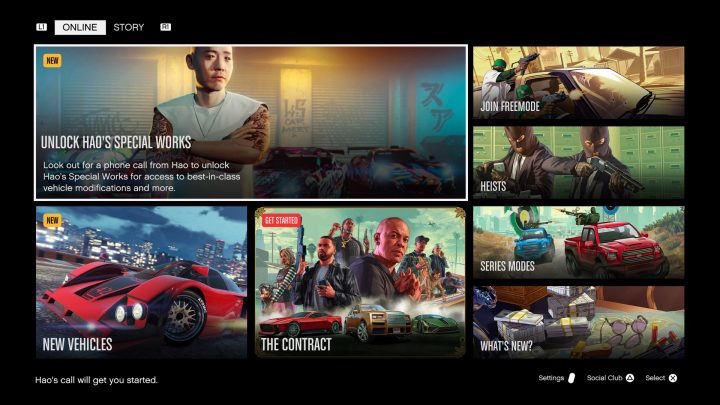 L1 ONLINE STORY R1
NEW
UNLOCK HAO'S SPECIAL WORKS
Look out for a phone call from Hao to unlock
Hao's Special Works for access to best-in-class
vehicle modifications and more.
スア
JOIN FREEMODE
HEISTS
NEW
NEW VEHICLES
GET STARTED
THE CONTRACT
SERIES MODES
WHAT'S NEW?
Hao's call will get you started.
Settings Social Club Select